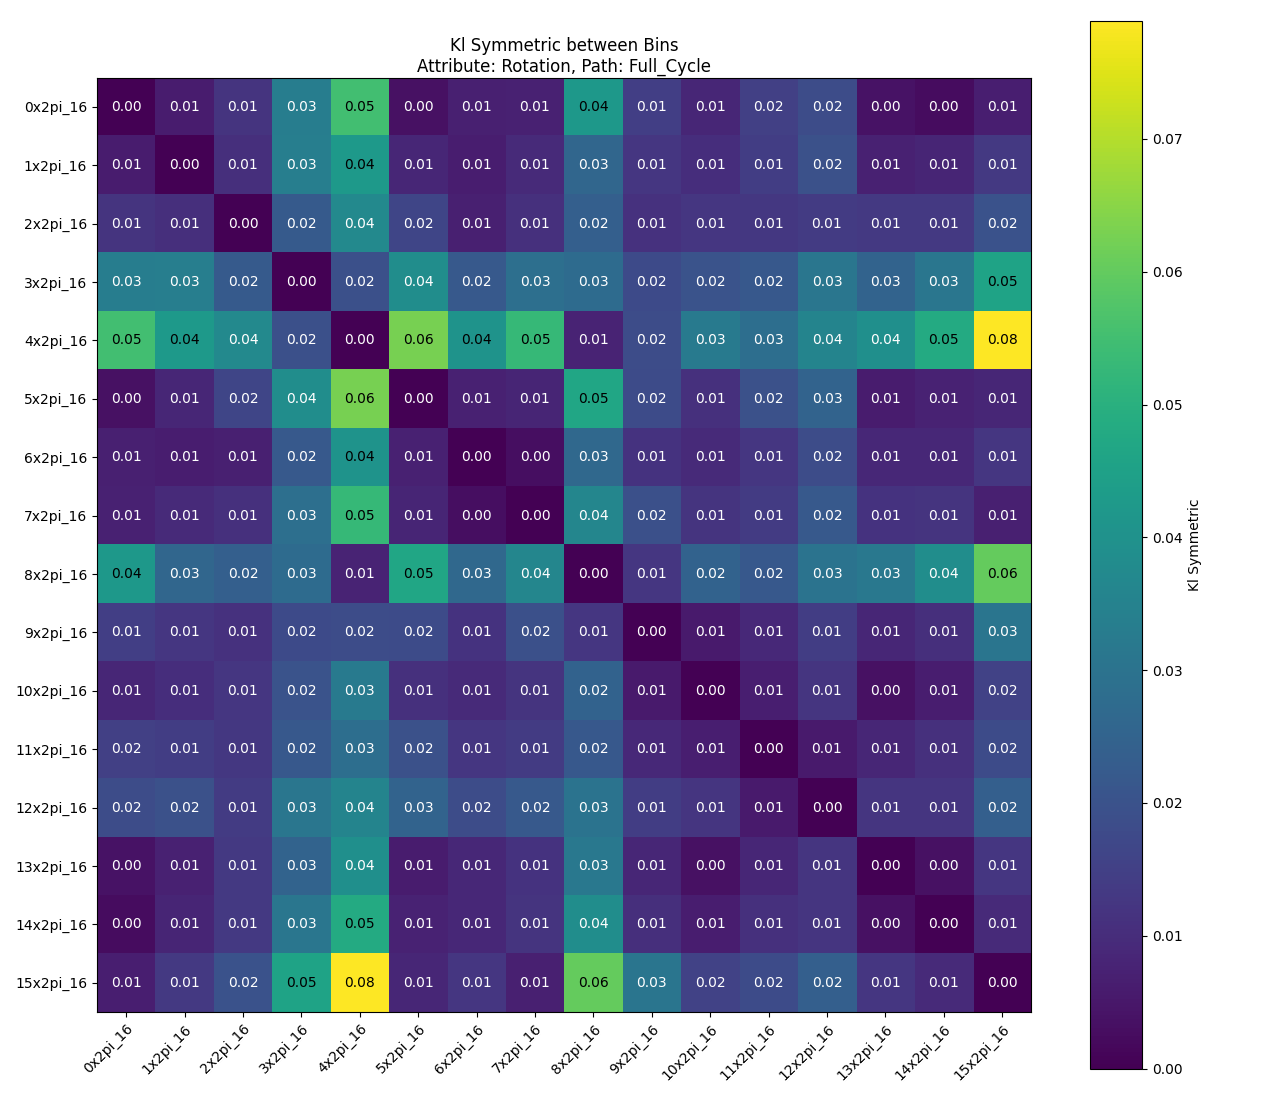 Kl Symmetric between Bins
Attribute: Rotation, Path: Full_Cycle
0x2pi_16 0.00 0.01 0.01 0.03 0.05 0.00 0.01 0.01 0.04 0.01 0.01 0.02 0.02 0.00 0.00 0.01
1x2pi_16 0.01 0.00 0.01 0.03 0.04 0.01 0.01 0.01 0.03 0.01 0.01 0.01 0.02 0.01 0.01 0.01
2x2pi_16 0.01 0.01 0.00 0.02 0.04 0.02 0.01 0.01 0.02 0.01 0.01 0.01 0.01 0.01 0.01 0.02
3x2pi_16 0.03 0.03 0.02 0.00 0.02 0.04 0.02 0.03 0.03 0.02 0.02 0.02 0.03 0.03 0.03 0.05
4x2pi_16 0.05 0.04 0.04 0.02 0.00 0.06 0.04 0.05 0.01 0.02 0.03 0.03 0.04 0.04 0.05 0.08
5x2pi_16 0.00 0.01 0.02 0.04 0.06 0.00 0.01 0.01 0.05 0.02 0.01 0.02 0.03 0.01 0.01 0.01
6x2pi_16 0.01 0.01 0.01 0.02 0.04 0.01 0.00 0.00 0.03 0.01 0.01 0.01 0.02 0.01 0.01 0.01
7x2pi_16 0.01 0.01 0.01 0.03 0.05 0.01 0.00 0.00 0.04 0.02 0.01 0.01 0.02 0.01 0.01 0.01
8x2pi_16 0.04 0.03 0.02 0.03 0.01 0.05 0.03 0.04 0.00 0.01 0.02 0.02 0.03 0.03 0.04 0.06
9x2pi_16 0.01 0.01 0.01 0.02 0.02 0.02 0.01 0.02 0.01 0.00 0.01 0.01 0.01 0.01 0.01 0.03
10x2pi_16 0.01 0.01 0.01 0.02 0.03 0.01 0.01 0.01 0.02 0.01 0.00 0.01 0.01 0.00 0.01 0.02
11x2pi_16 0.02 0.01 0.01 0.02 0.03 0.02 0.01 0.01 0.02 0.01 0.01 0.00 0.01 0.01 0.01 0.02
12x2pi_16 0.02 0.02 0.01 0.03 0.04 0.03 0.02 0.02 0.03 0.01 0.01 0.01 0.00 0.01 0.01 0.02
13x2pi_16 0.00 0.01 0.01 0.03 0.04 0.01 0.01 0.01 0.03 0.01 0.00 0.01 0.01 0.00 0.00 0.01
14x2pi_16 0.00 0.01 0.01 0.03 0.05 0.01 0.01 0.01 0.04 0.01 0.01 0.01 0.01 0.00 0.00 0.01
15x2pi_16 0.01 0.01 0.02 0.05 0.08 0.01 0.01 0.01 0.06 0.03 0.02 0.02 0.02 0.01 0.01 0.00
0x2pi_16 1x2pi_16 2x2pi_16 3x2pi_16 4x2pi_16 5x2pi_16 6x2pi_16 7x2pi_16 8x2pi_16 9x2pi_16 10x2pi_16 11x2pi_16 12x2pi_16 13x2pi_16 14x2pi_16 15x2pi_16
0.07
0.06
0.05
0.04
0.03
0.02
0.01
0.00
Kl Symmetric